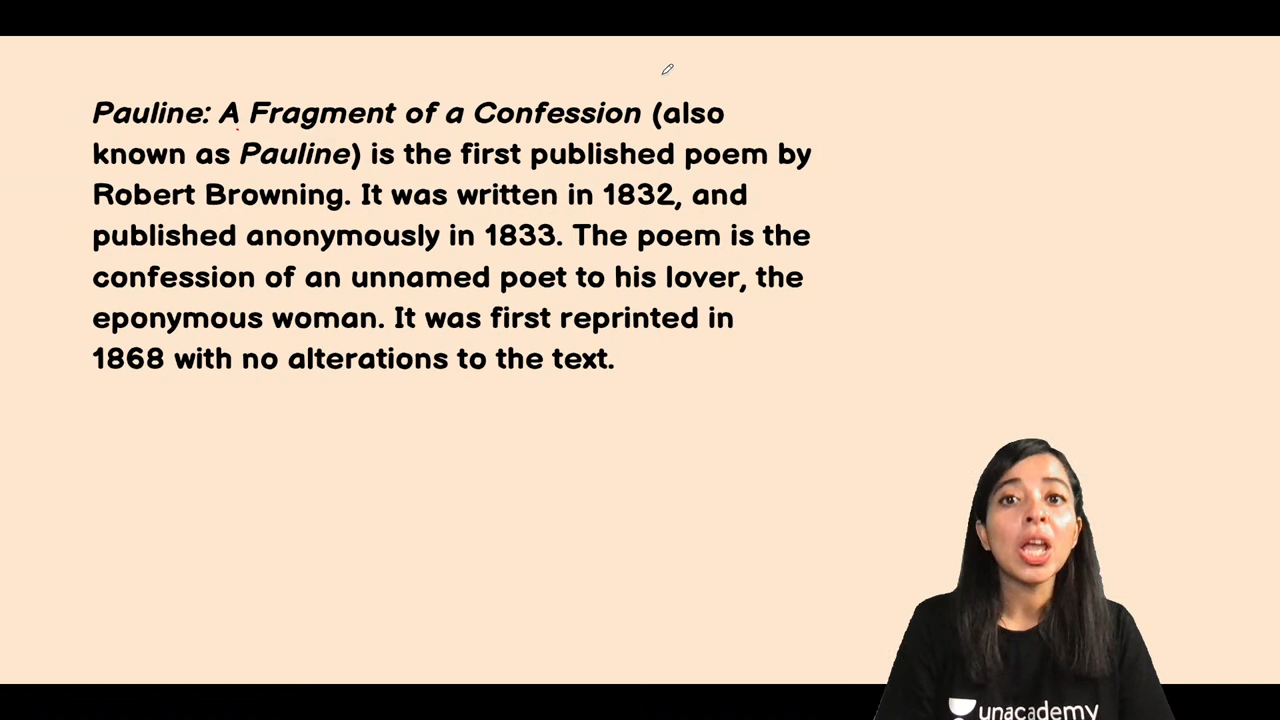 Pauline: A Fragment of a Confession (also
known as Pauline) is the first published poem by
Robert Browning. It was written in 1832, and
published anonymously in 1833. The poem is the
confession of an unnamed poet to his lover, the
eponymous woman. It was first reprinted in
1868 with no alterations to the text.
unacademy